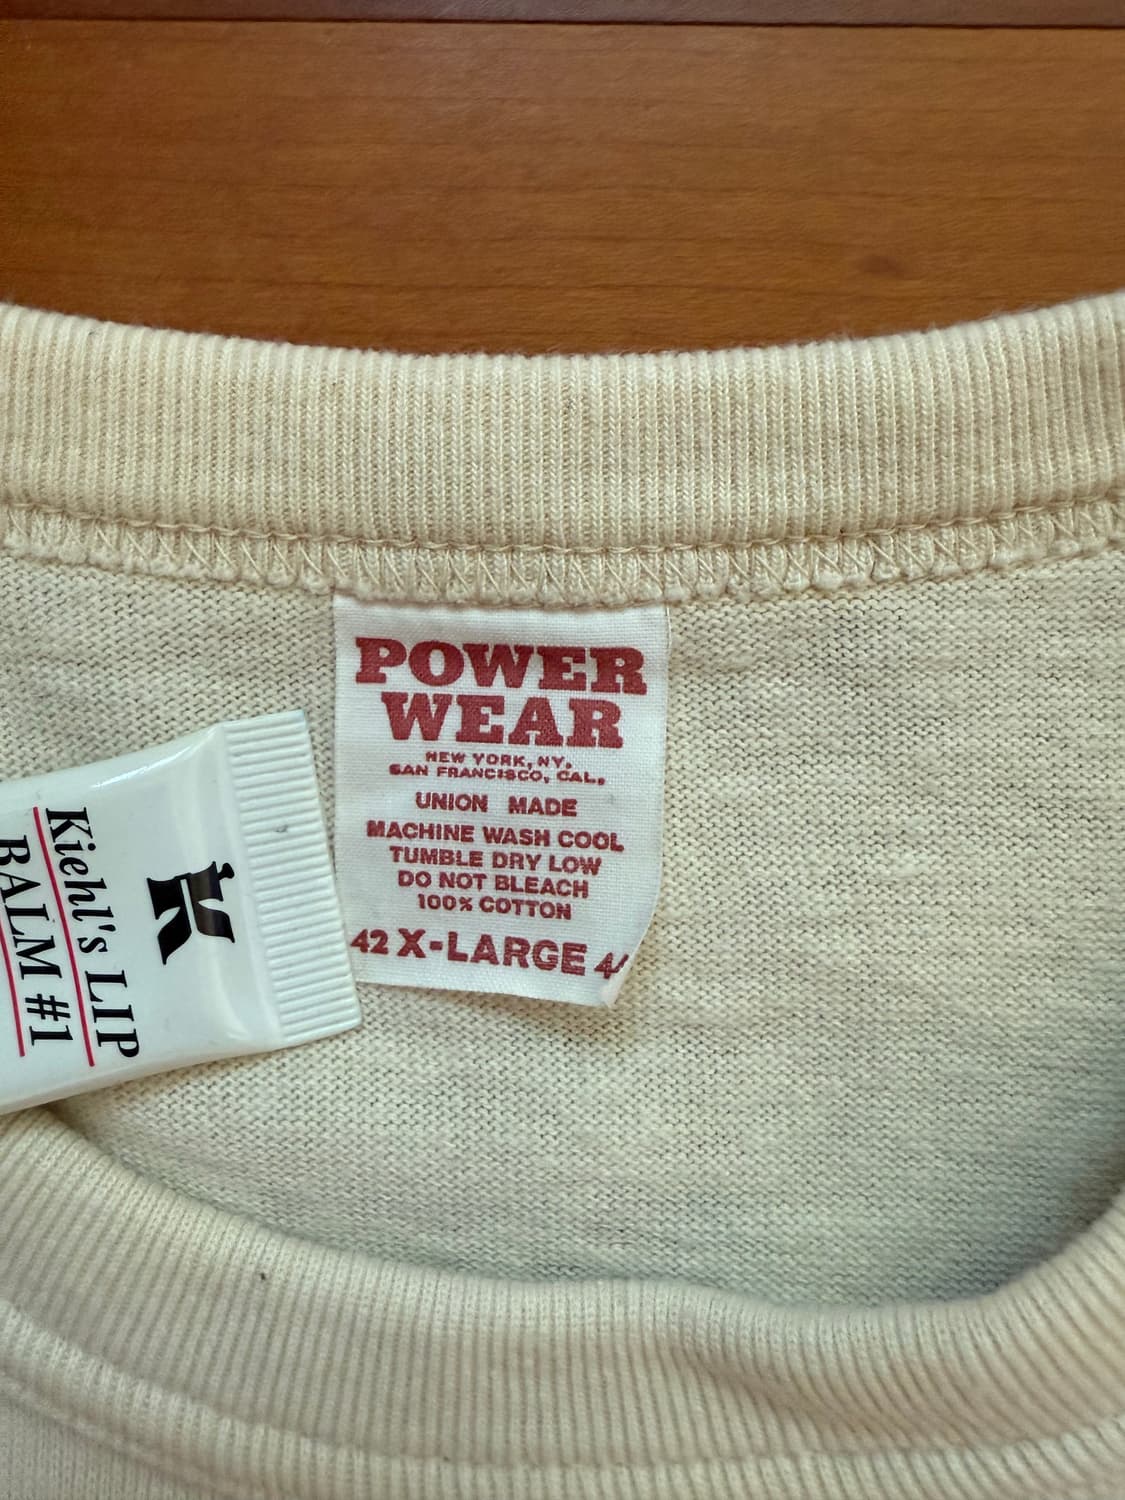 POWER
WEAR
NEW YORK, NY.
SAN FRANCISCO, CAL.
UNION MADE
MACHINE WASH COOL
TUMBLE DRY LOW
DO NOT BLEACH
100% COTTON
42 X-LARGE
K
Kiehl's LIP
BALM #1